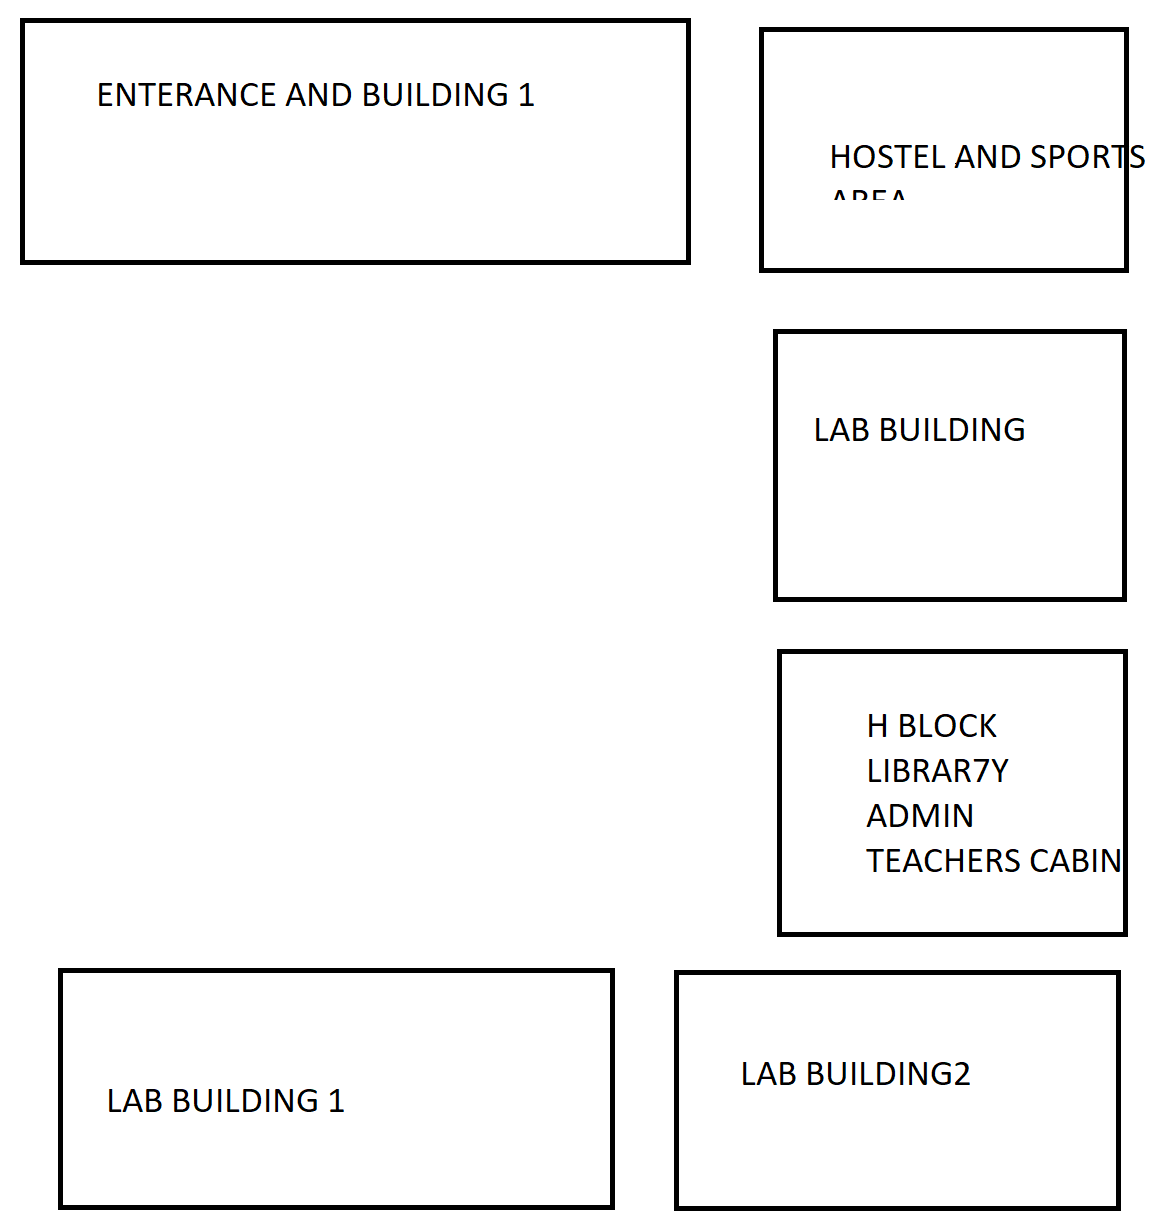 ENTERANCE AND BUILDING 1
HOSTEL AND SPORTS
AREA
LAB BUILDING
H BLOCK
LIBRAR7Y
ADMIN
TEACHERS CABIN
LAB BUILDING 1
LAB BUILDING2